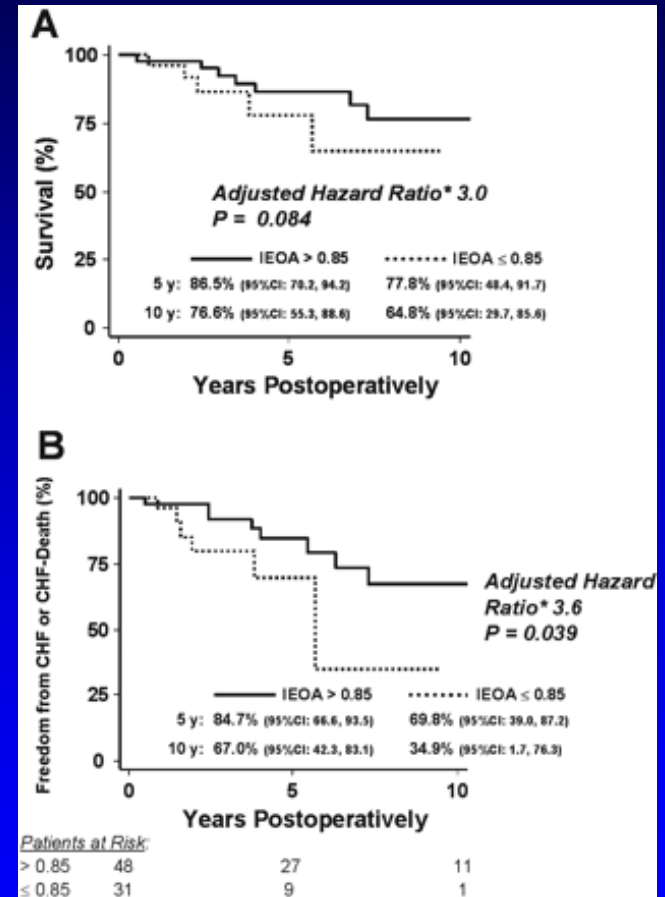 A
Survival (%)
100
75
50
25
0
Adjusted Hazard Ratio* 3.0
P = 0.084
IEOA > 0.85 IEOA ≤ 0.85
5 y: 86.5% (95%CI: 70.2, 94.2) 77.8% (95%CI: 48.4, 91.7)
10 y: 76.6% (95%CI: 55.3, 88.6) 64.8% (95%CI: 29.7, 85.6)
0 5 10
Years Postoperatively
B
Freedom from CHF or CHF-Death (%)
100
75
50
25
0
Adjusted Hazard
Ratio* 3.6
P = 0.039
IEOA > 0.85 IEOA ≤ 0.85
5 y: 84.7% (95%CI: 66.6, 93.5) 69.8% (95%CI: 39.0, 87.2)
10 y: 67.0% (95%CI: 42.3, 83.1) 34.9% (95%CI: 1.7, 76.3)
0 5 10
Years Postoperatively
Patients at Risk:
> 0.85 48 27 11
≤ 0.85 31 9 1